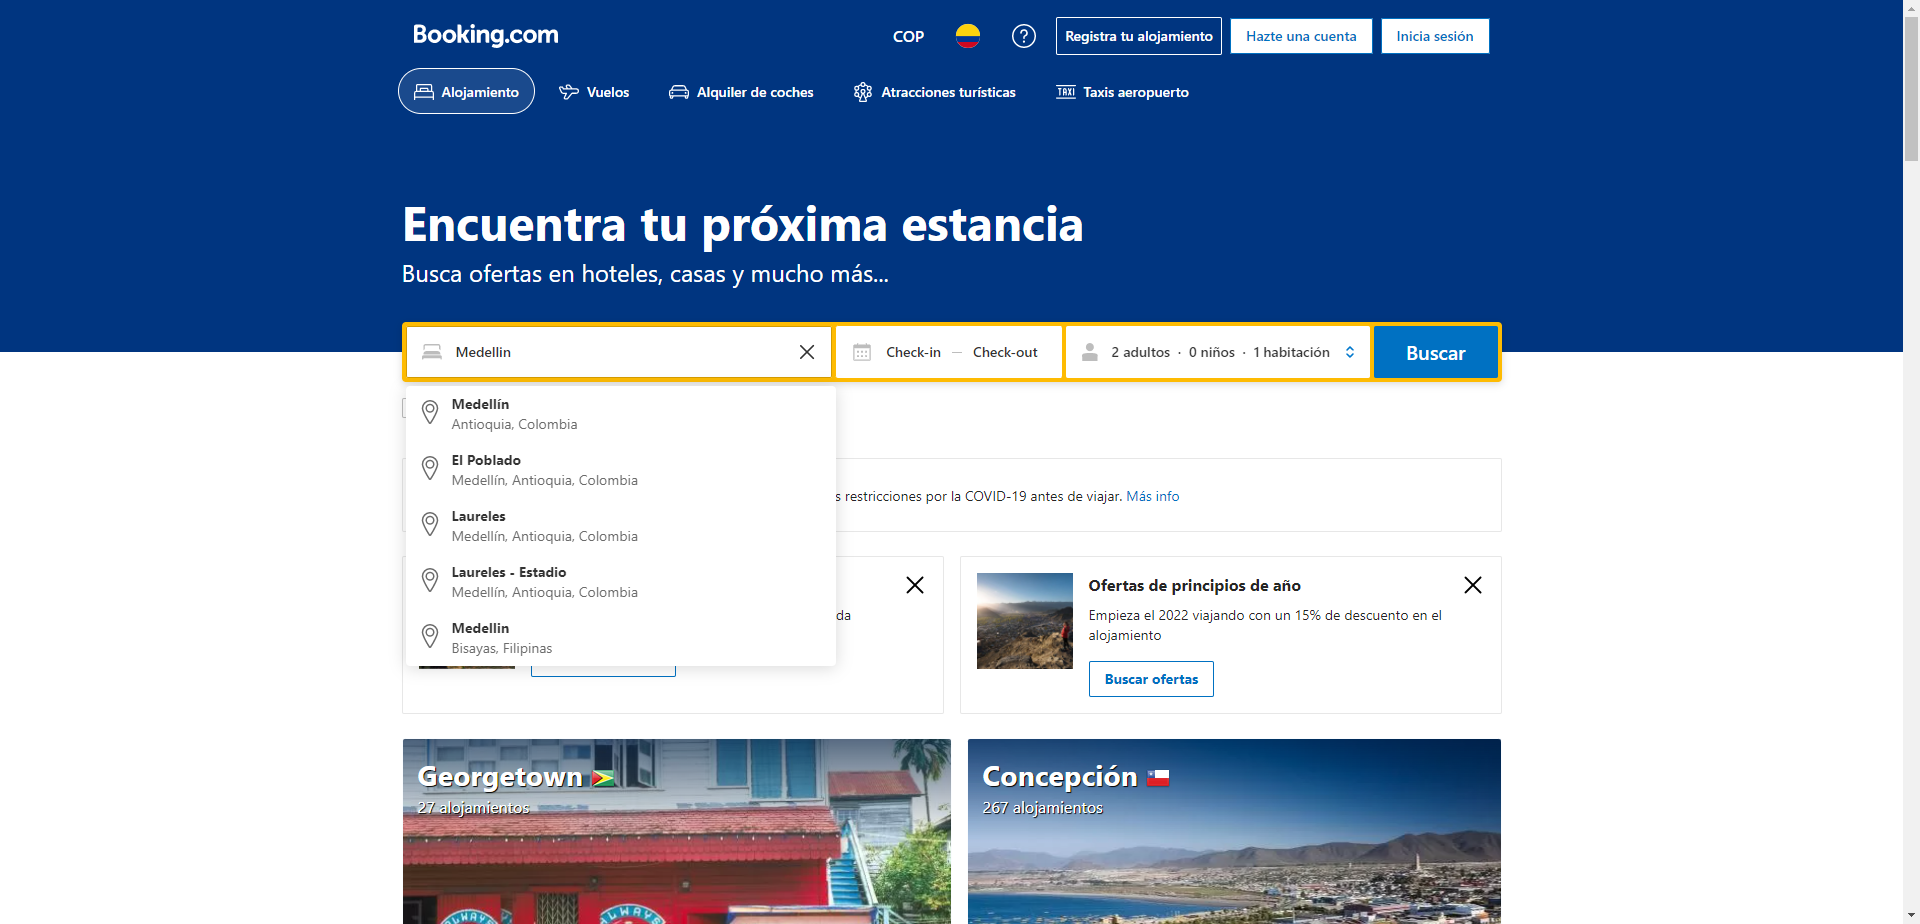 Booking.com
COP
Registra tu alojamiento
Hazte una cuenta
Inicia sesión
Alojamiento
Vuelos
Alquiler de coches
Atracciones turísticas
TAXI
Taxis aeropuerto
Encuentra tu próxima estancia
Busca ofertas en hoteles, casas y mucho más...
Medellin
Check-in — Check-out
2 adultos · 0 niños · 1 habitación
Buscar
Medellín
Antioquia, Colombia
El Poblado
Medellín, Antioquia, Colombia
Laureles
Medellín, Antioquia, Colombia
Laureles - Estadio
Medellín, Antioquia, Colombia
Medellin
Bisayas, Filipinas
s restricciones por la COVID-19 antes de viajar. Más info
da
Ofertas de principios de año
Empieza el 2022 viajando con un 15% de descuento en el
alojamiento
Buscar ofertas
Georgetown
27 alojamientos
Concepción
267 alojamientos
ALWAYS
ALWAYS